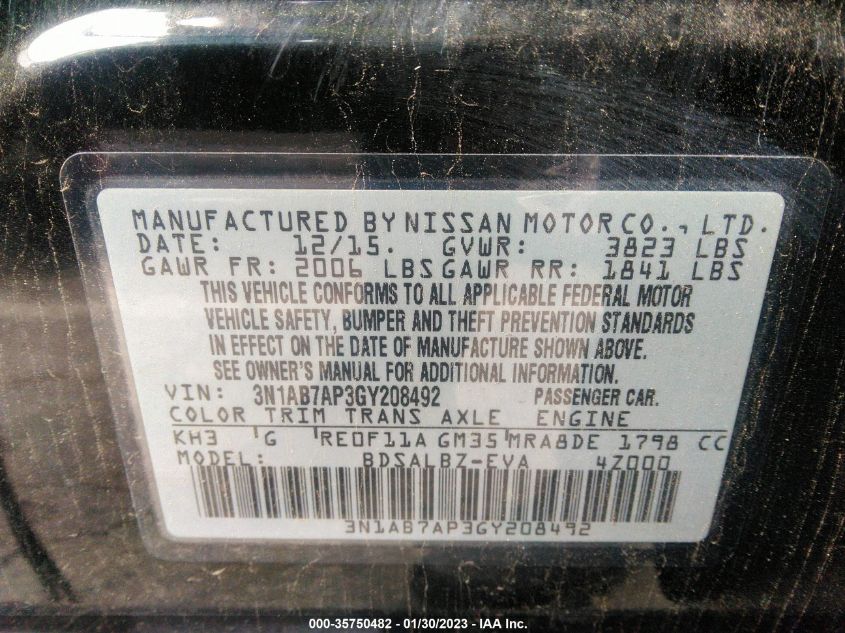 MANUFACTURED BY NISSAN MOTOR CO., LTD.
DATE: 12/15. GVWR: 3823 LBS
GAWR FR: 2006 LBS GAWR RR: 1841 LBS
THIS VEHICLE CONFORMS TO ALL APPLICABLE FEDERAL MOTOR
VEHICLE SAFETY, BUMPER AND THEFT PREVENTION STANDARDS
IN EFFECT ON THE DATE OF MANUFACTURE SHOWN ABOVE.
SEE OWNER'S MANUAL FOR ADDITIONAL INFORMATION.
VIN: 3N1AB7AP3GY208492 PASSENGER CAR.
COLOR TRIM TRANS AXLE ENGINE
KH3 G RE0F11A GM35 MRA8DE 1798 CC
MODEL: BDSALBZ-EVA 4Z000
3N1AB7AP3GY208492
000-35750482 - 01/30/2023 - IAA Inc.